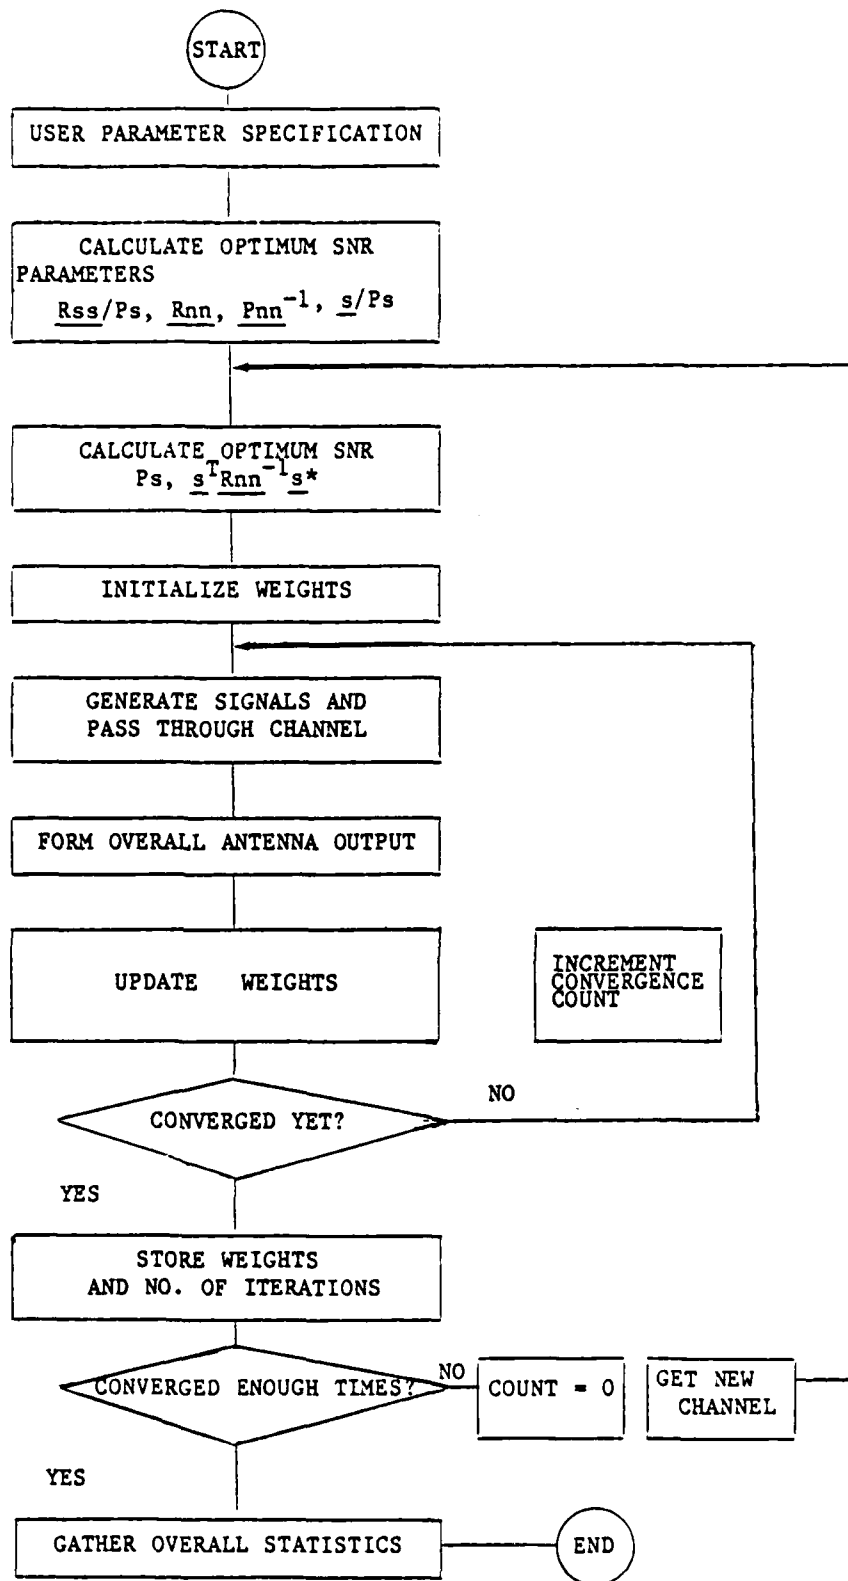 START
USER PARAMETER SPECIFICATION
CALCULATE OPTIMUM SNR
PARAMETERS
Rss/Ps, Rnn, Pnn⁻¹, s/Ps
CALCULATE OPTIMUM SNR
Ps, sᵀRnn⁻¹s*
INITIALIZE WEIGHTS
GENERATE SIGNALS AND
PASS THROUGH CHANNEL
FORM OVERALL ANTENNA OUTPUT
UPDATE WEIGHTS
INCREMENT
CONVERGENCE
COUNT
CONVERGED YET?
NO
YES
STORE WEIGHTS
AND NO. OF ITERATIONS
CONVERGED ENOUGH TIMES?
NO
COUNT = 0
GET NEW
CHANNEL
YES
GATHER OVERALL STATISTICS
END